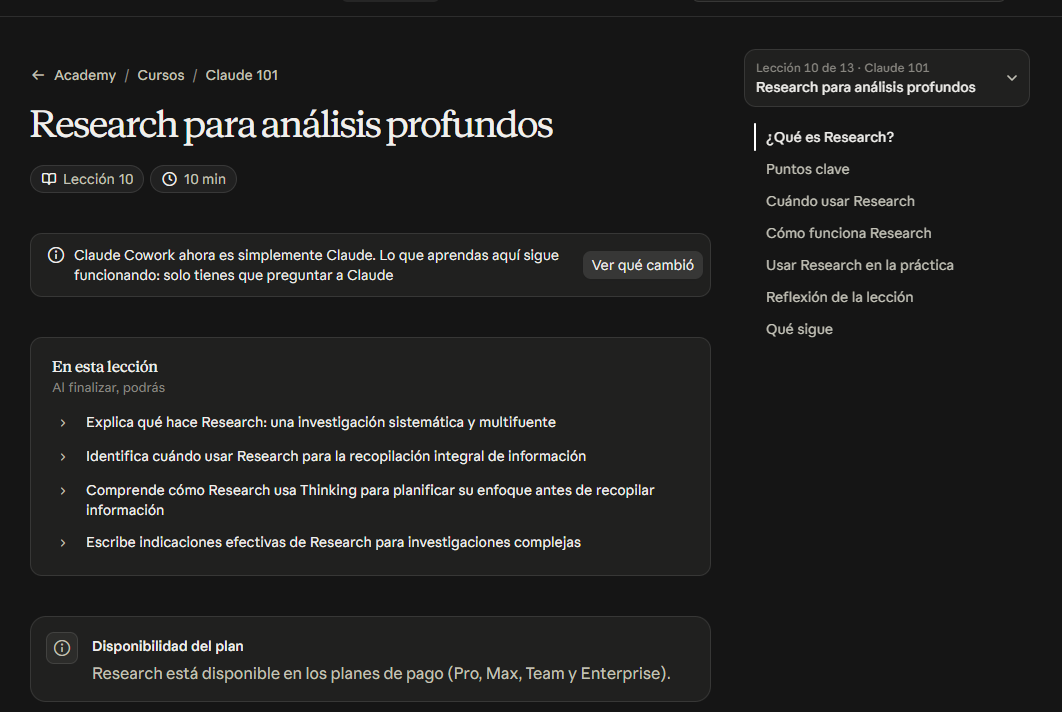 Academy / Cursos / Claude 101
Research para análisis profundos
Lección 10
10 min
Claude Cowork ahora es simplemente Claude. Lo que aprendas aquí sigue
funcionando: solo tienes que preguntar a Claude
Ver qué cambió
En esta lección
Al finalizar, podrás
Explica qué hace Research: una investigación sistemática y multifuente
Identifica cuándo usar Research para la recopilación integral de información
Comprende cómo Research usa Thinking para planificar su enfoque antes de recopilar
información
Escribe indicaciones efectivas de Research para investigaciones complejas
Disponibilidad del plan
Research está disponible en los planes de pago (Pro, Max, Team y Enterprise).
Lección 10 de 13 · Claude 101
Research para análisis profundos
¿Qué es Research?
Puntos clave
Cuándo usar Research
Cómo funciona Research
Usar Research en la práctica
Reflexión de la lección
Qué sigue